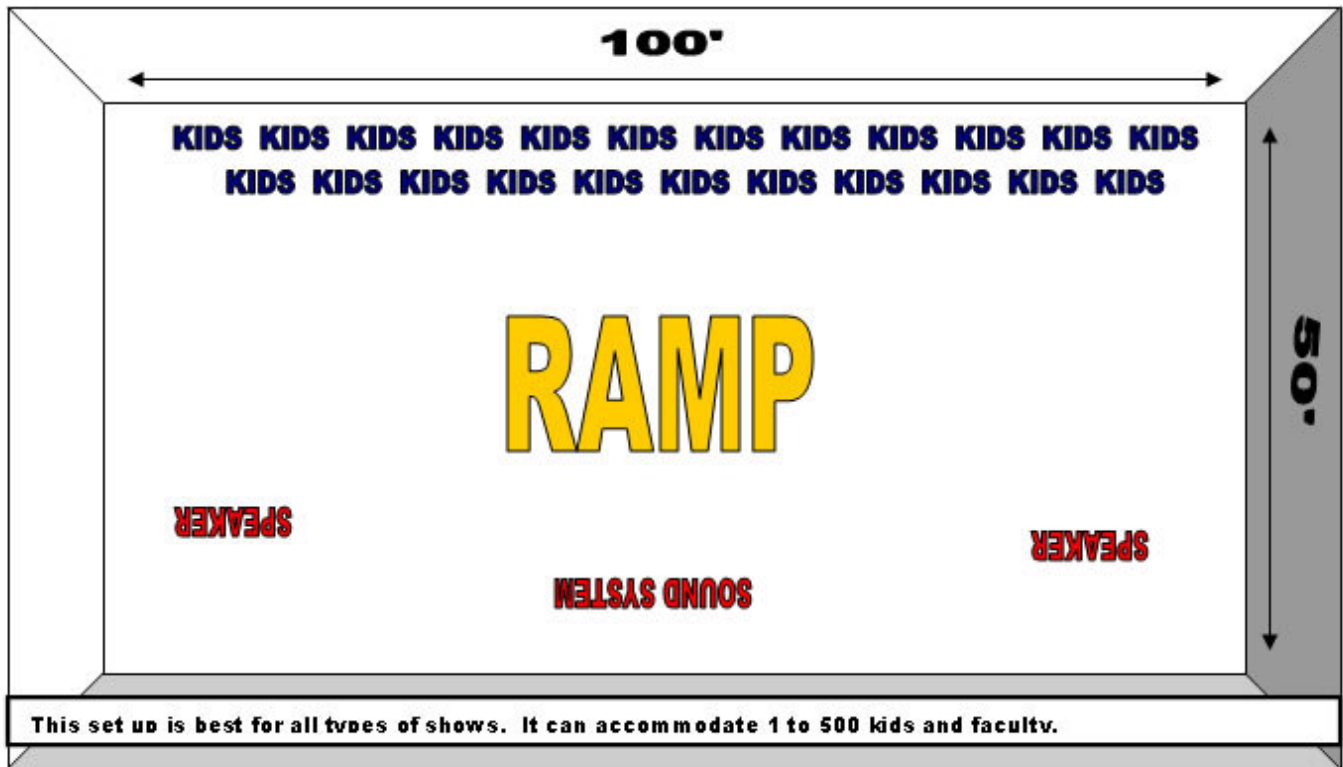 100'
KIDS KIDS KIDS KIDS KIDS KIDS KIDS KIDS KIDS KIDS KIDS KIDS
KIDS KIDS KIDS KIDS KIDS KIDS KIDS KIDS KIDS KIDS KIDS
RAMP
50'
SPEAKER
SPEAKER
SOUND SYSTEM
This set up is best for all types of shows. It can accommodate 1 to 500 kids and faculty.